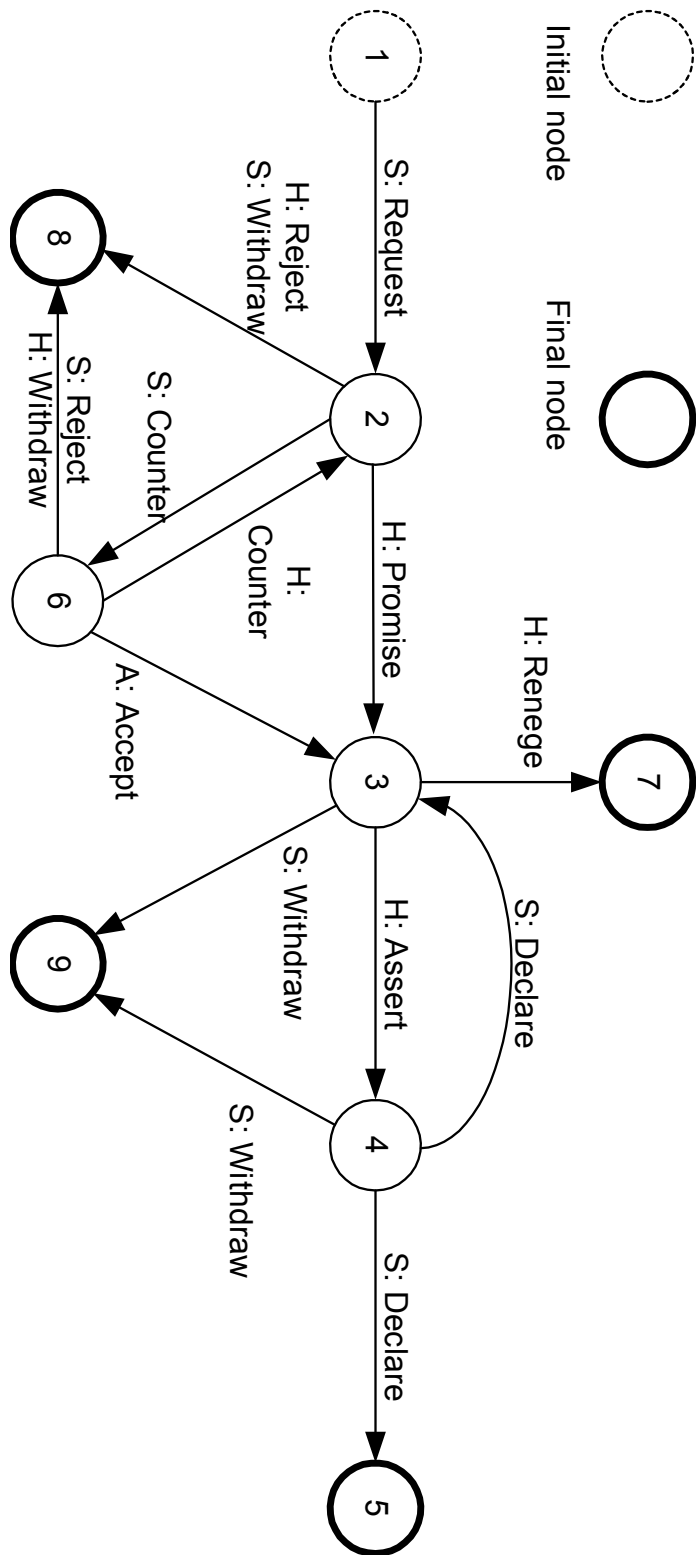 Initial node
Final node
1
S: Request
2
H: Promise
3
H: Assert
4
S: Declare
5
H: Renege
7
S: Declare
H: Reject
S: Withdraw
8
S: Counter
H:
Counter
S: Reject
H: Withdraw
6
A: Accept
S: Withdraw
9
S: Withdraw